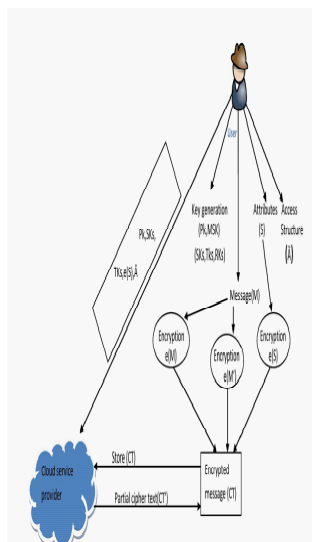 User
Key generation
(Pk,MSK)
(SKs,Tks,RKs)
Attributes
(S)
Access
Structure
(Å)
Pk,SKs,
TKs,e(S),Å
Message(M)
Encryption
e(M)
Encryption
e(M')
Encryption
e(S)
Cloud service
provider
Store (CT)
Partial cipher text(CT')
Encrypted
message (CT)